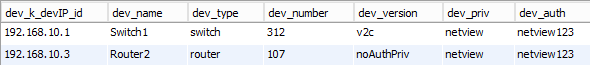 dev_k_devIP_id dev_name dev_type dev_number dev_version dev_priv dev_auth
192.168.10.1 Switch1 switch 312 v2c netview netview123
192.168.10.3 Router2 router 107 noAuthPriv netview netview123